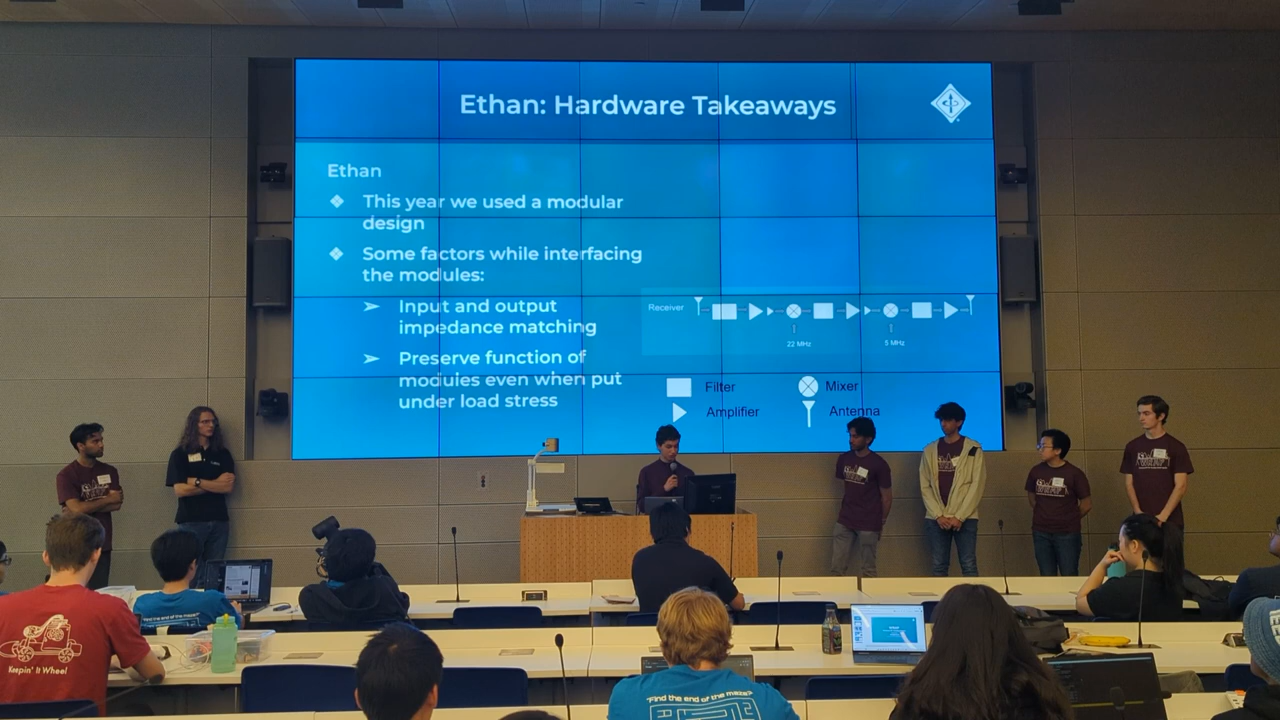 Ethan: Hardware Takeaways
Ethan
❖ This year we used a modular
design
❖ Some factors while interfacing
the modules:
➢ Input and output
impedance matching
➢ Preserve function of
modules even when put
under load stress
Receiver
22 MHz
5 MHz
Filter
Mixer
Amplifier
Antenna
Keepin' It Wheel
"Find the end of the maze?"